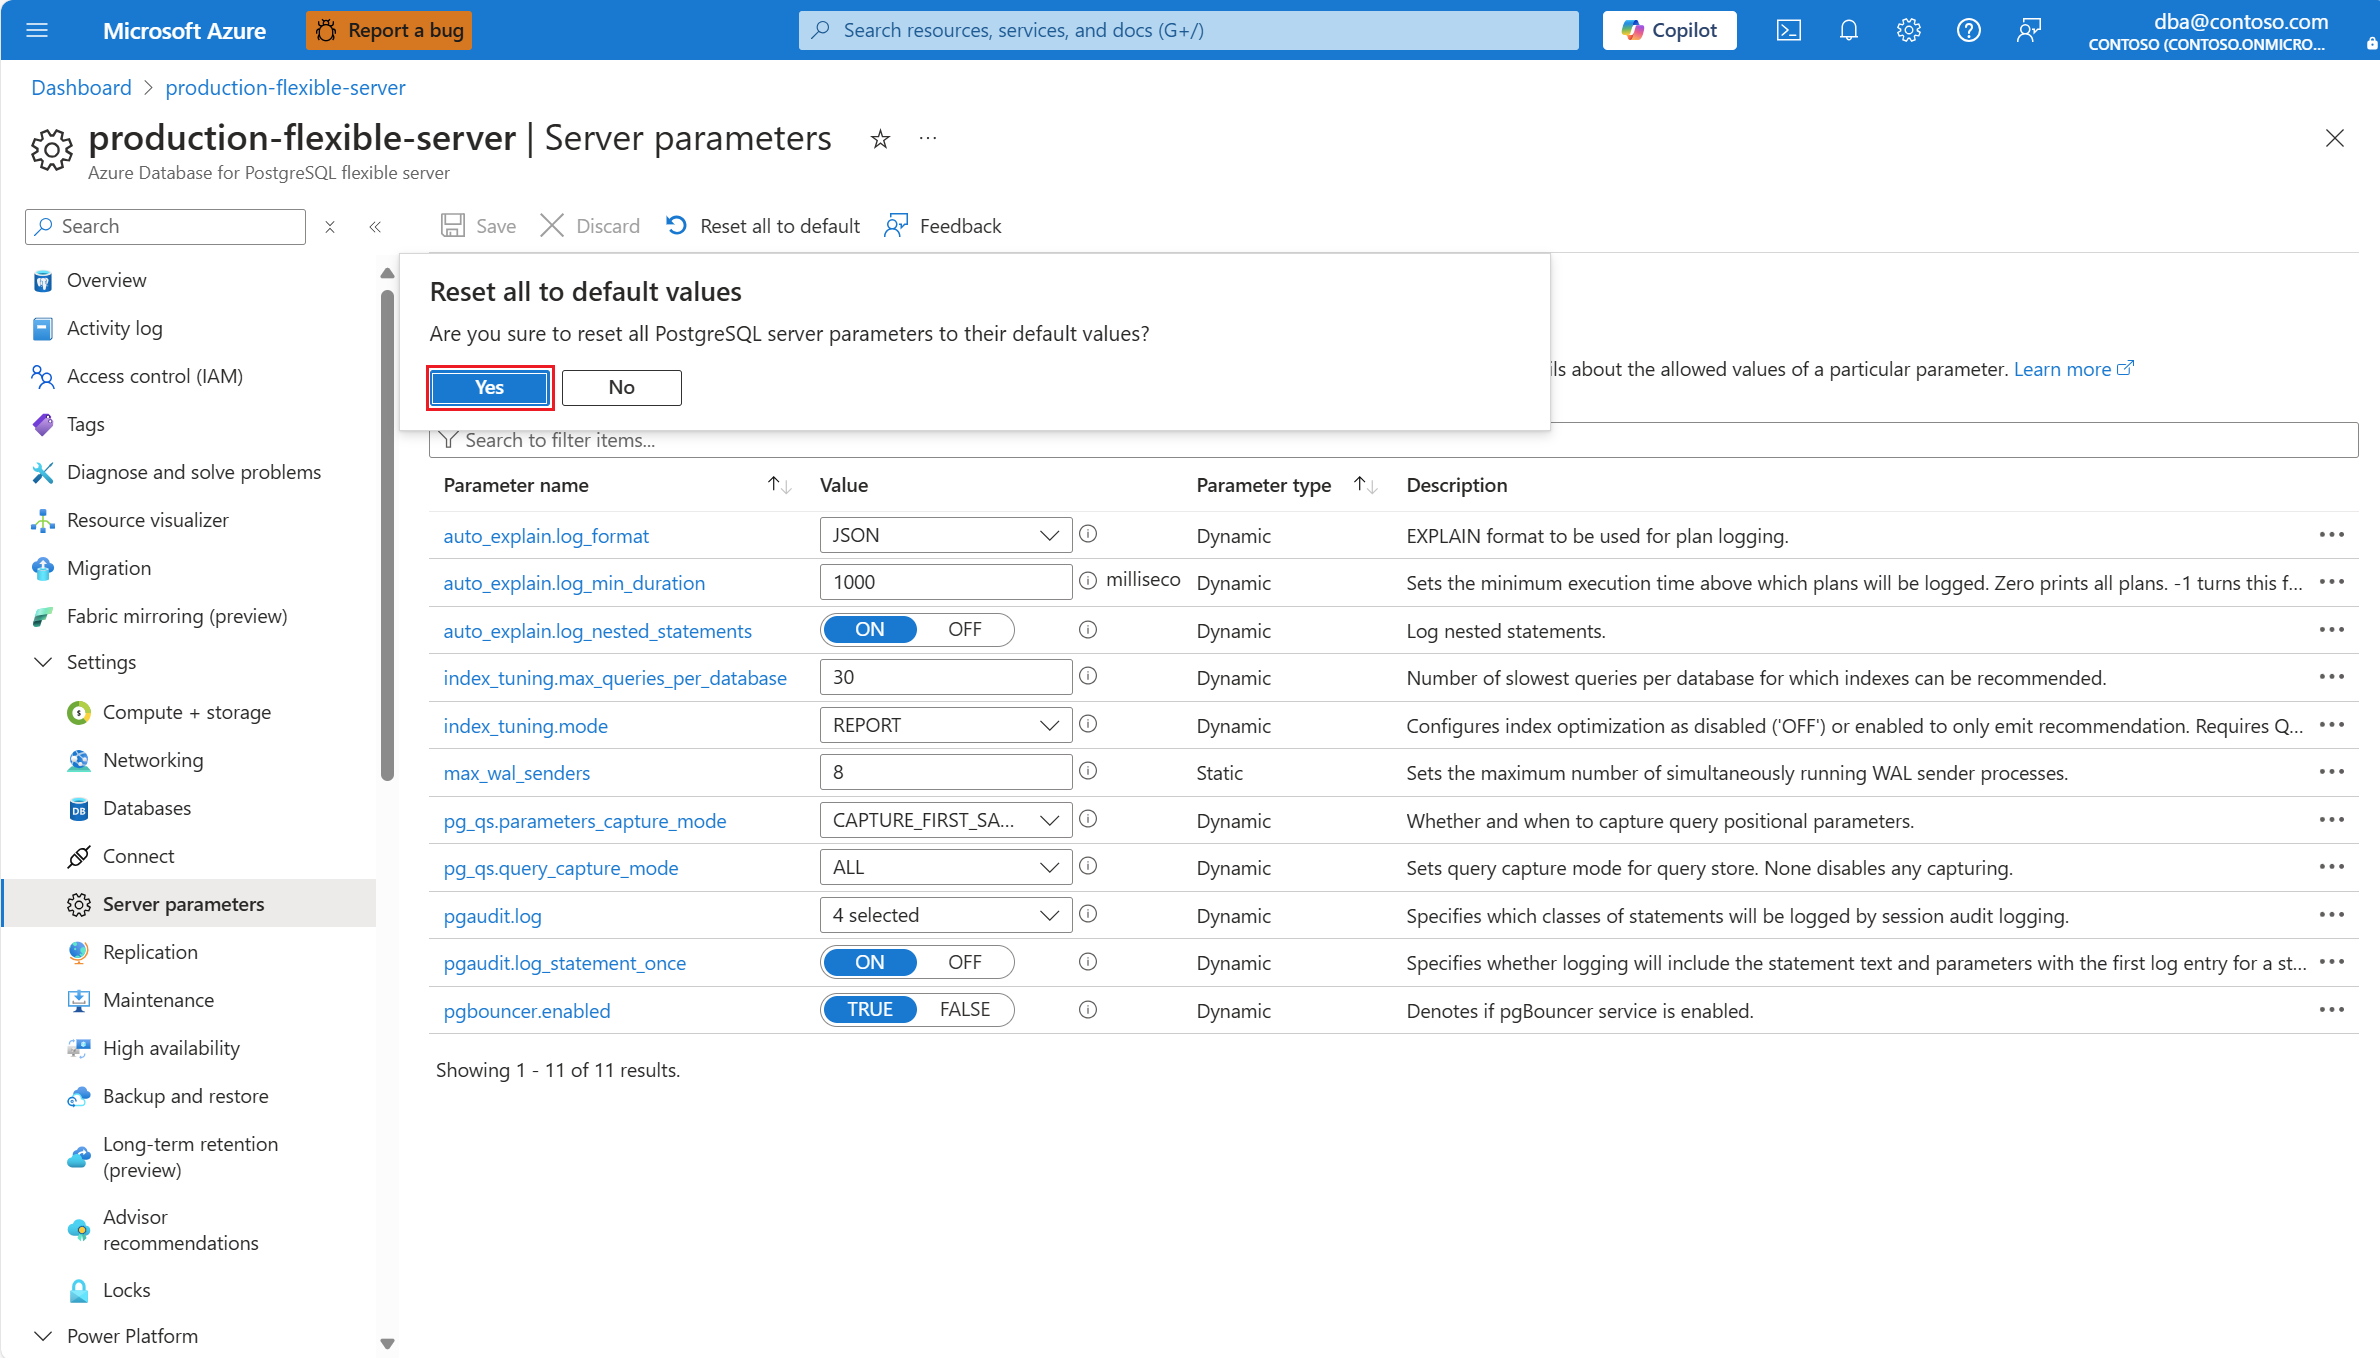 Microsoft Azure
Report a bug
Search resources, services, and docs (G+/)
Copilot
dba@contoso.com
CONTOSO (CONTOSO.ONMICRO...
Dashboard
production-flexible-server
production-flexible-server | Server parameters
Azure Database for PostgreSQL flexible server
Search
Save
Discard
Reset all to default
Feedback
Overview
Activity log
Access control (IAM)
Tags
Diagnose and solve problems
Resource visualizer
Migration
Fabric mirroring (preview)
Settings
Compute + storage
Networking
Databases
Connect
Server parameters
Replication
Maintenance
High availability
Backup and restore
Long-term retention
(preview)
Advisor
recommendations
Locks
Power Platform
Reset all to default values
Are you sure to reset all PostgreSQL server parameters to their default values?
Yes
No
ils about the allowed values of a particular parameter. Learn more
Search to filter items...
Parameter name Value Parameter type Description
auto_explain.log_format JSON Dynamic EXPLAIN format to be used for plan logging.
auto_explain.log_min_duration 1000 milliseco Dynamic Sets the minimum execution time above which plans will be logged. Zero prints all plans. -1 turns this f...
auto_explain.log_nested_statements ON OFF Dynamic Log nested statements.
index_tuning.max_queries_per_database 30 Dynamic Number of slowest queries per database for which indexes can be recommended.
index_tuning.mode REPORT Dynamic Configures index optimization as disabled ('OFF') or enabled to only emit recommendation. Requires Q...
max_wal_senders 8 Static Sets the maximum number of simultaneously running WAL sender processes.
pg_qs.parameters_capture_mode CAPTURE_FIRST_SA... Dynamic Whether and when to capture query positional parameters.
pg_qs.query_capture_mode ALL Dynamic Sets query capture mode for query store. None disables any capturing.
pgaudit.log 4 selected Dynamic Specifies which classes of statements will be logged by session audit logging.
pgaudit.log_statement_once ON OFF Dynamic Specifies whether logging will include the statement text and parameters with the first log entry for a st...
pgbouncer.enabled TRUE FALSE Dynamic Denotes if pgBouncer service is enabled.
Showing 1 - 11 of 11 results.